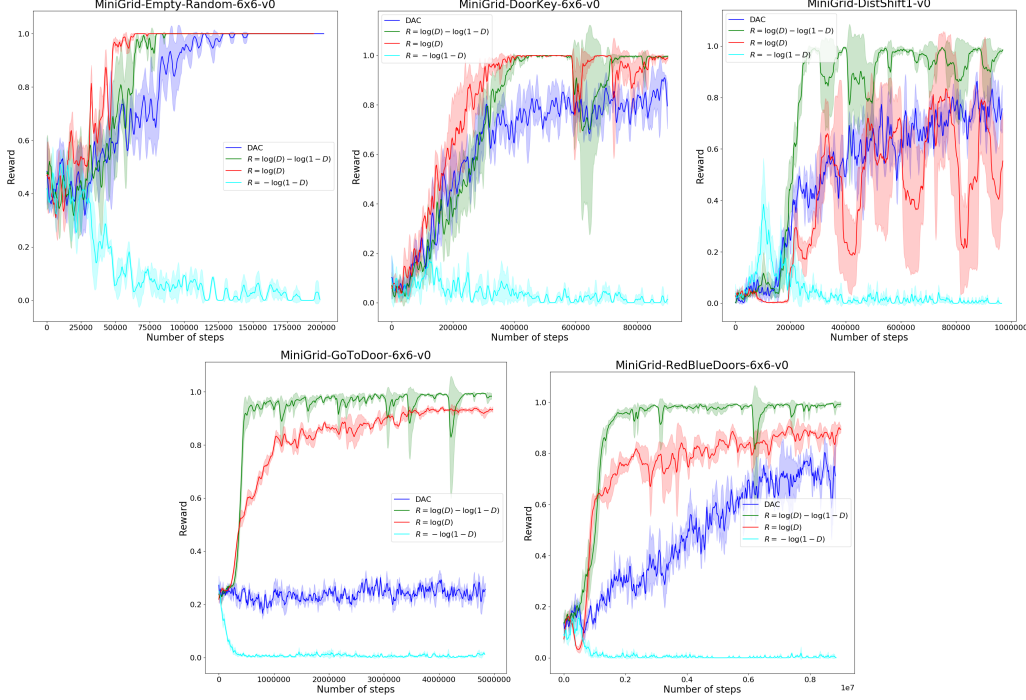 MiniGrid-Empty-Random-6x6-v0
Reward
1.0
0.8
0.6
0.4
0.2
0.0
DAC
R = log(D) − log(1 − D)
R = log(D)
R = − log(1 − D)
0 25000 50000 75000 100000 125000 150000 175000 200000
Number of steps
MiniGrid-DoorKey-6x6-v0
DAC
R = log(D) − log(1 − D)
R = log(D)
R = − log(1 − D)
Reward
1.0
0.8
0.6
0.4
0.2
0.0
0 200000 400000 600000 800000
Number of steps
MiniGrid-DistShift1-v0
DAC
R = log(D) − log(1 − D)
R = log(D)
R = − log(1 − D)
Reward
1.0
0.8
0.6
0.4
0.2
0.0
0 200000 400000 600000 800000 1000000
Number of steps
MiniGrid-GoToDoor-6x6-v0
Reward
1.0
0.8
0.6
0.4
0.2
0.0
DAC
R = log(D) − log(1 − D)
R = log(D)
R = − log(1 − D)
0 1000000 2000000 3000000 4000000 5000000
Number of steps
MiniGrid-RedBlueDoors-6x6-v0
Reward
1.0
0.8
0.6
0.4
0.2
0.0
DAC
R = log(D) − log(1 − D)
R = log(D)
R = − log(1 − D)
0.0 0.2 0.4 0.6 0.8
1e7
Number of steps